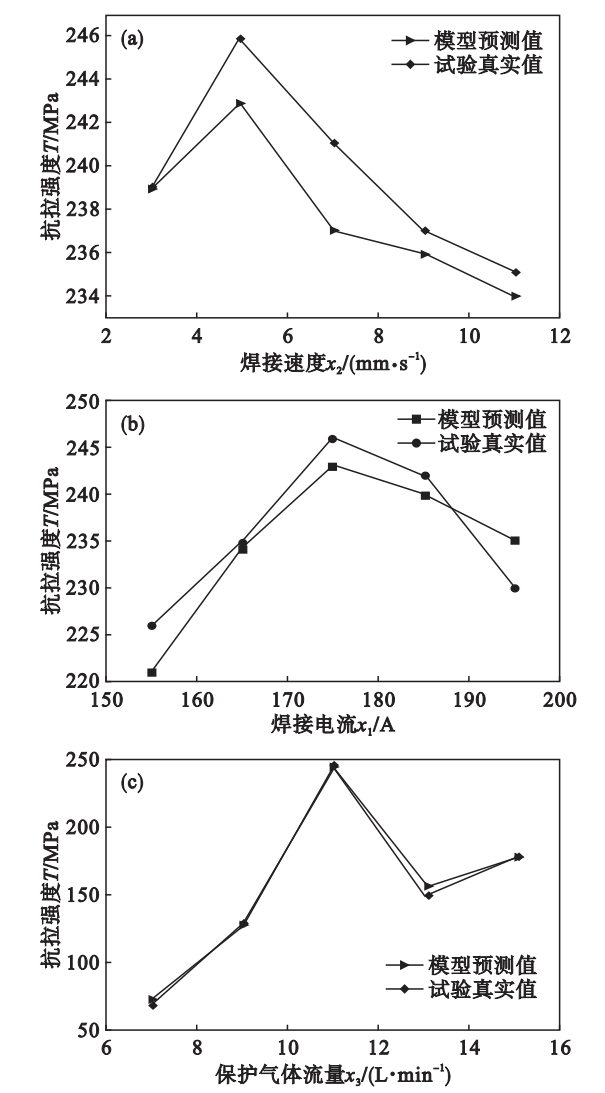 (a)
模型预测值
试验真实值
246
244
242
240
238
236
234
抗拉强度T/MPa
2 4 6 8 10 12
焊接速度x₂/(mm·s⁻¹)
(b)
模型预测值
试验真实值
250
245
240
235
230
225
220
抗拉强度T/MPa
150 160 170 180 190 200
焊接电流x₁/A
(c)
250
200
150
100
50
抗拉强度T/MPa
模型预测值
试验真实值
6 8 10 12 14 16
保护气体流量x₃/(L·min⁻¹)